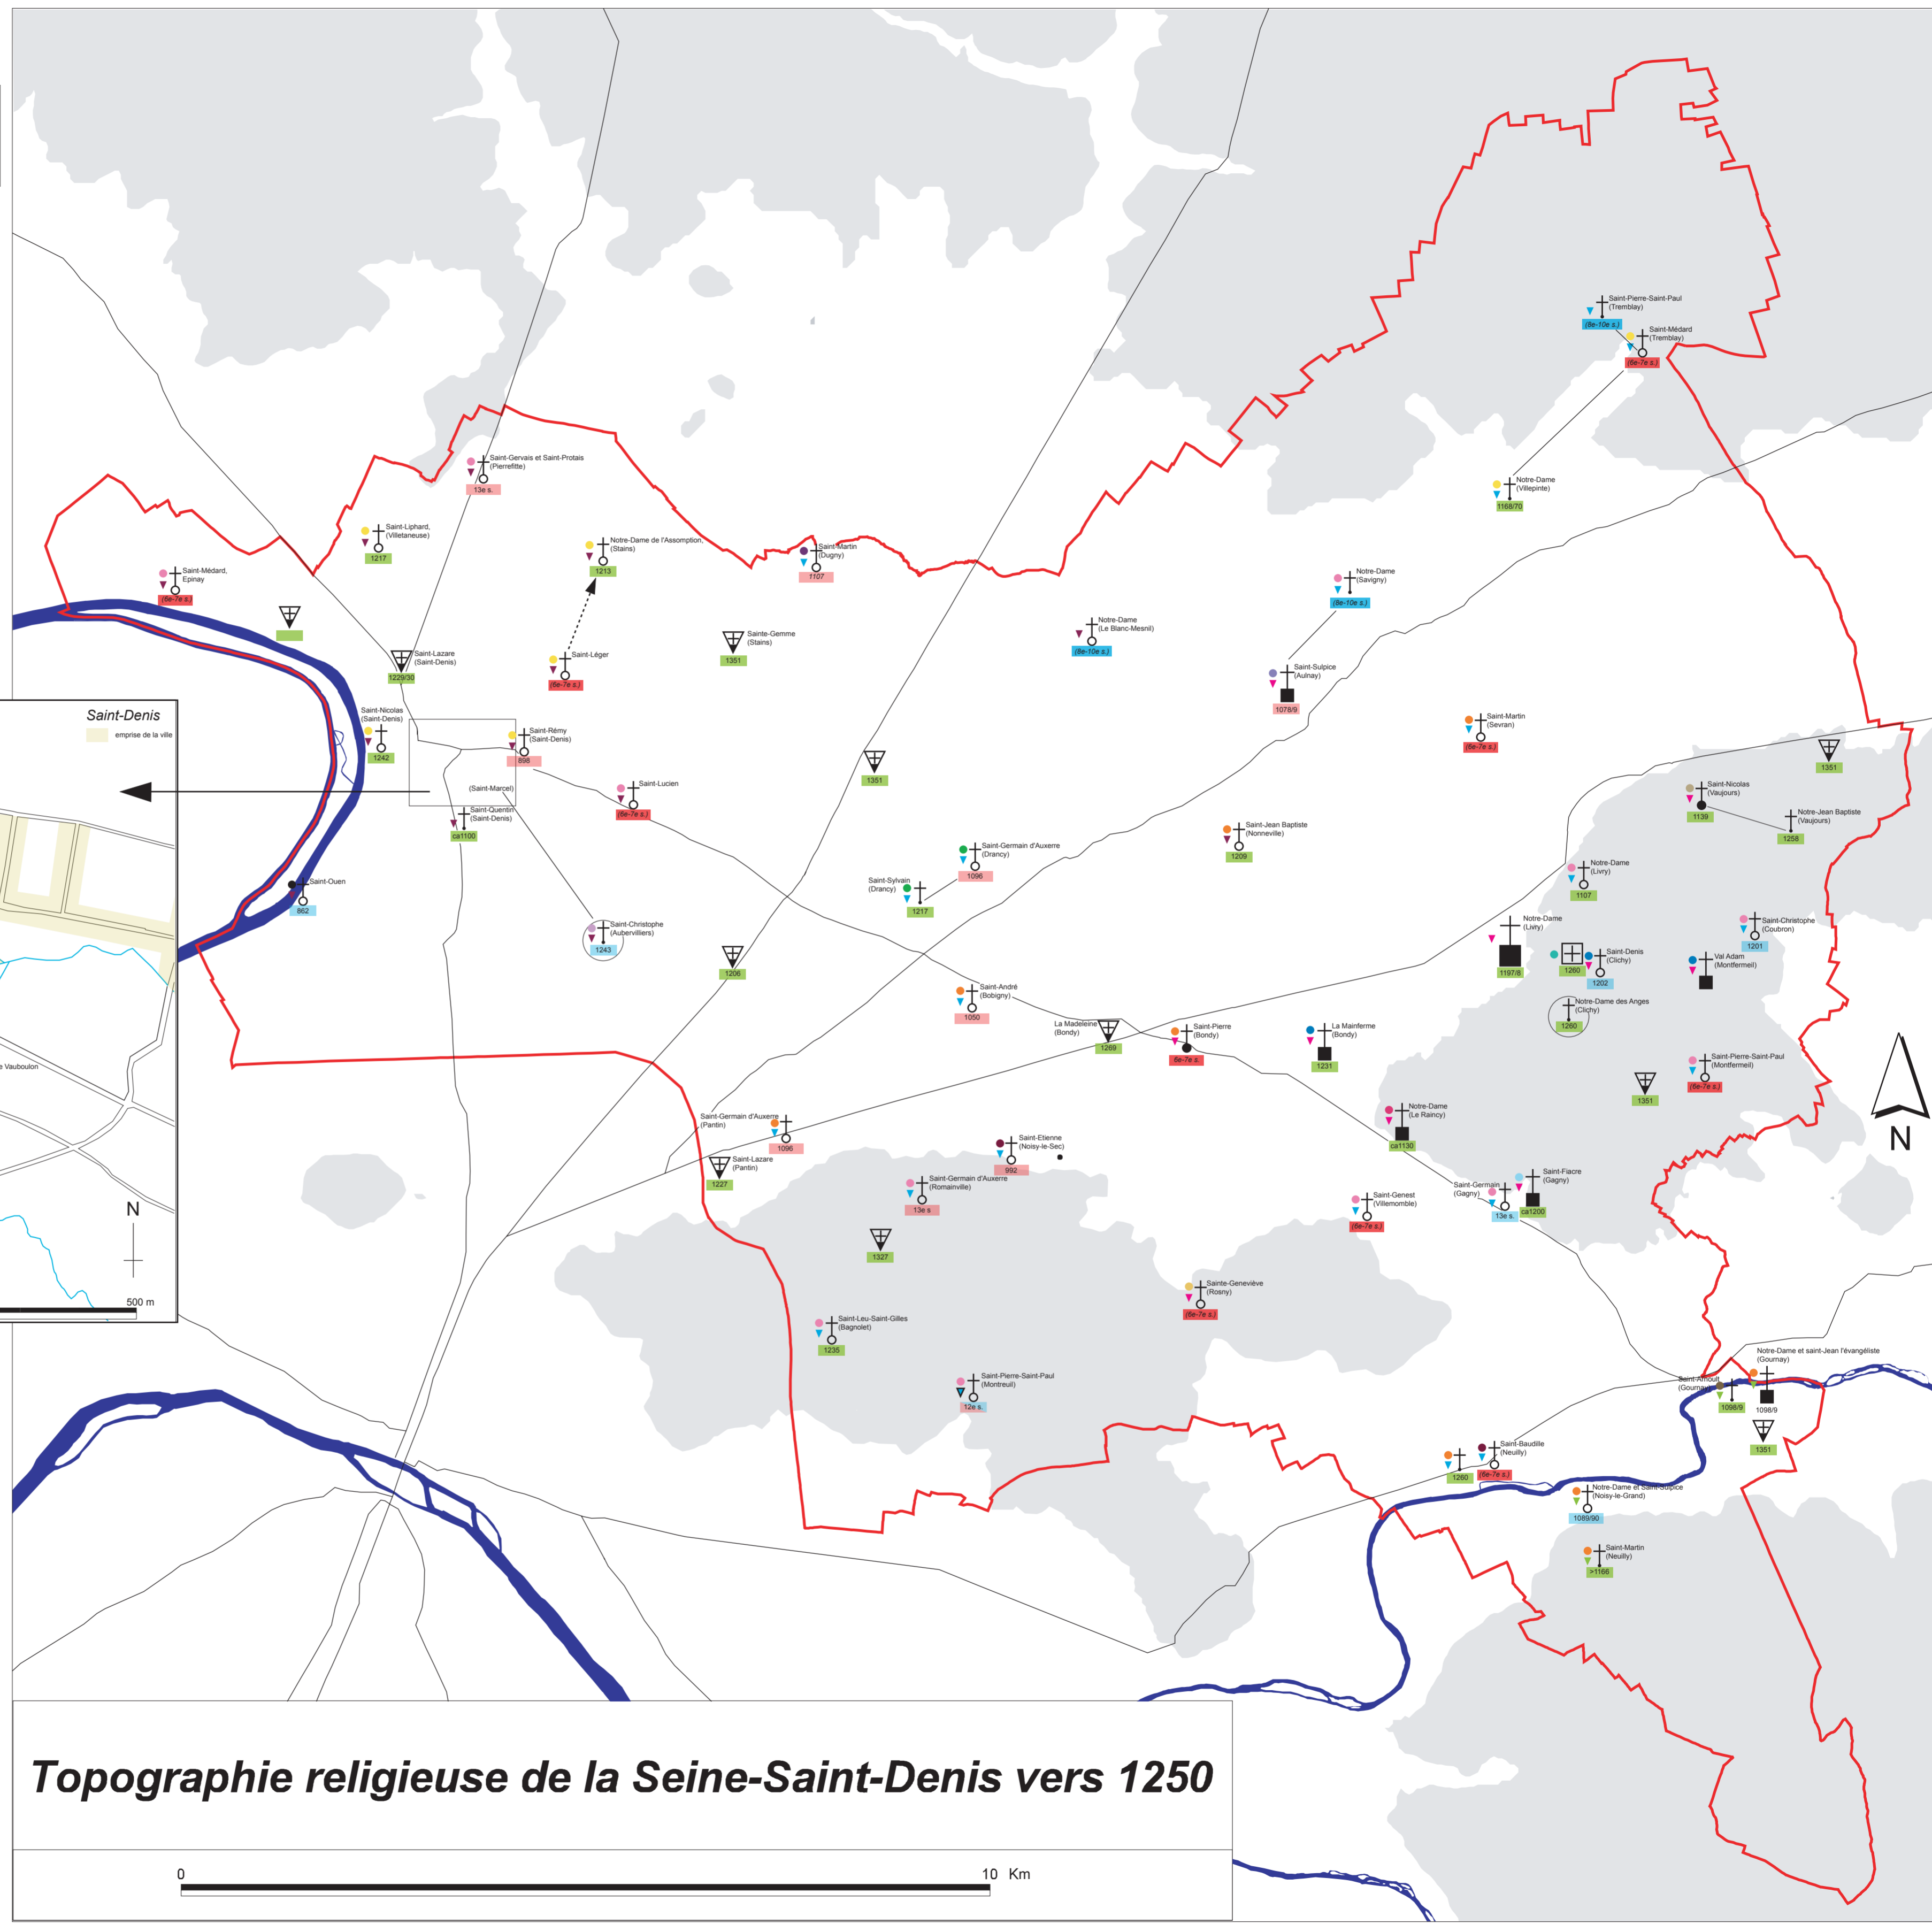 Saint-Pierre-Saint-Paul
(Tremblay)
(8e-10e s.)
Saint-Médard
(Tremblay)
(6e-7e s.)
Saint-Gervais et Saint-Protais
(Pierrefitte)
13e s.
Notre-Dame
(Villepinte)
1168/70
Saint-Liphard,
(Villetaneuse)
1217
Notre-Dame de l'Assomption,
(Stains)
1213
Saint-Martin
(Dugny)
1107
Saint-Médard,
Epinay
(6e-7e s.)
Notre-Dame
(Savigny)
(8e-10e s.)
Notre-Dame
(Le Blanc-Mesnil)
(8e-10e s.)
Sainte-Gemme
(Stains)
1351
Saint-Lazare
(Saint-Denis)
1229/30
Saint-Léger
(6e-7e s.)
Saint-Sulpice
(Aulnay)
1078/9
Saint-Denis
emprise de la ville
Saint-Nicolas
(Saint-Denis)
1242
Saint-Rémy
(Saint-Denis)
898
Saint-Martin
(Sevran)
(6e-7e s.)
1351
1351
(Saint-Marcel)
Saint-Lucien
(6e-7e s.)
Saint-Nicolas
(Vaujours)
1139
Notre-Jean Baptiste
(Vaujours)
1258
Saint-Quentin
(Saint-Denis)
ca1100
Saint-Jean Baptiste
(Nonneville)
1209
Saint-Germain d'Auxerre
(Drancy)
1096
Saint-Sylvain
(Drancy)
1217
Notre-Dame
(Livry)
1107
Saint-Ouen
862
Saint-Christophe
(Aubervilliers)
1243
Notre-Dame
(Livry)
1197/8
Saint-Christophe
(Coubron)
1201
1206
1260
Saint-Denis
(Clichy)
1202
Val Adam
(Montfermeil)
Saint-André
(Bobigny)
1050
Notre-Dame des Anges
(Clichy)
1260
La Madeleine
(Bondy)
1269
Saint-Pierre
(Bondy)
6e-7e s.
La Mainferme
(Bondy)
1231
Saint-Pierre-Saint-Paul
(Montfermeil)
(6e-7e s.)
1351
e Vauboulon
Saint-Germain d'Auxerre
(Pantin)
1096
Notre-Dame
(Le Raincy)
ca1130
Saint-Etienne
(Noisy-le-Sec)
992
Saint-Lazare
(Pantin)
1227
Saint-Germain d'Auxerre
(Romainville)
13e s
Saint-Genest
(Villemomble)
(6e-7e s.)
Saint-Germain
(Gagny)
13e s.
Saint-Fiacre
(Gagny)
ca1200
N
N
500 m
1327
Sainte-Geneviève
(Rosny)
(6e-7e s.)
Saint-Leu-Saint-Gilles
(Bagnolet)
1235
Saint-Pierre-Saint-Paul
(Montreuil)
12e s.
Notre-Dame et saint-Jean l'évangéliste
(Gournay)
1098/9
Saint-Arnoult
(Gournay)
1098/9
1351
1260
Saint-Baudille
(Neuilly)
(6e-7e s.)
Notre-Dame et Saint-Sulpice
(Noisy-le-Grand)
1089/90
Saint-Martin
(Neuilly)
>1166
Topographie religieuse de la Seine-Saint-Denis vers 1250
0 10 Km